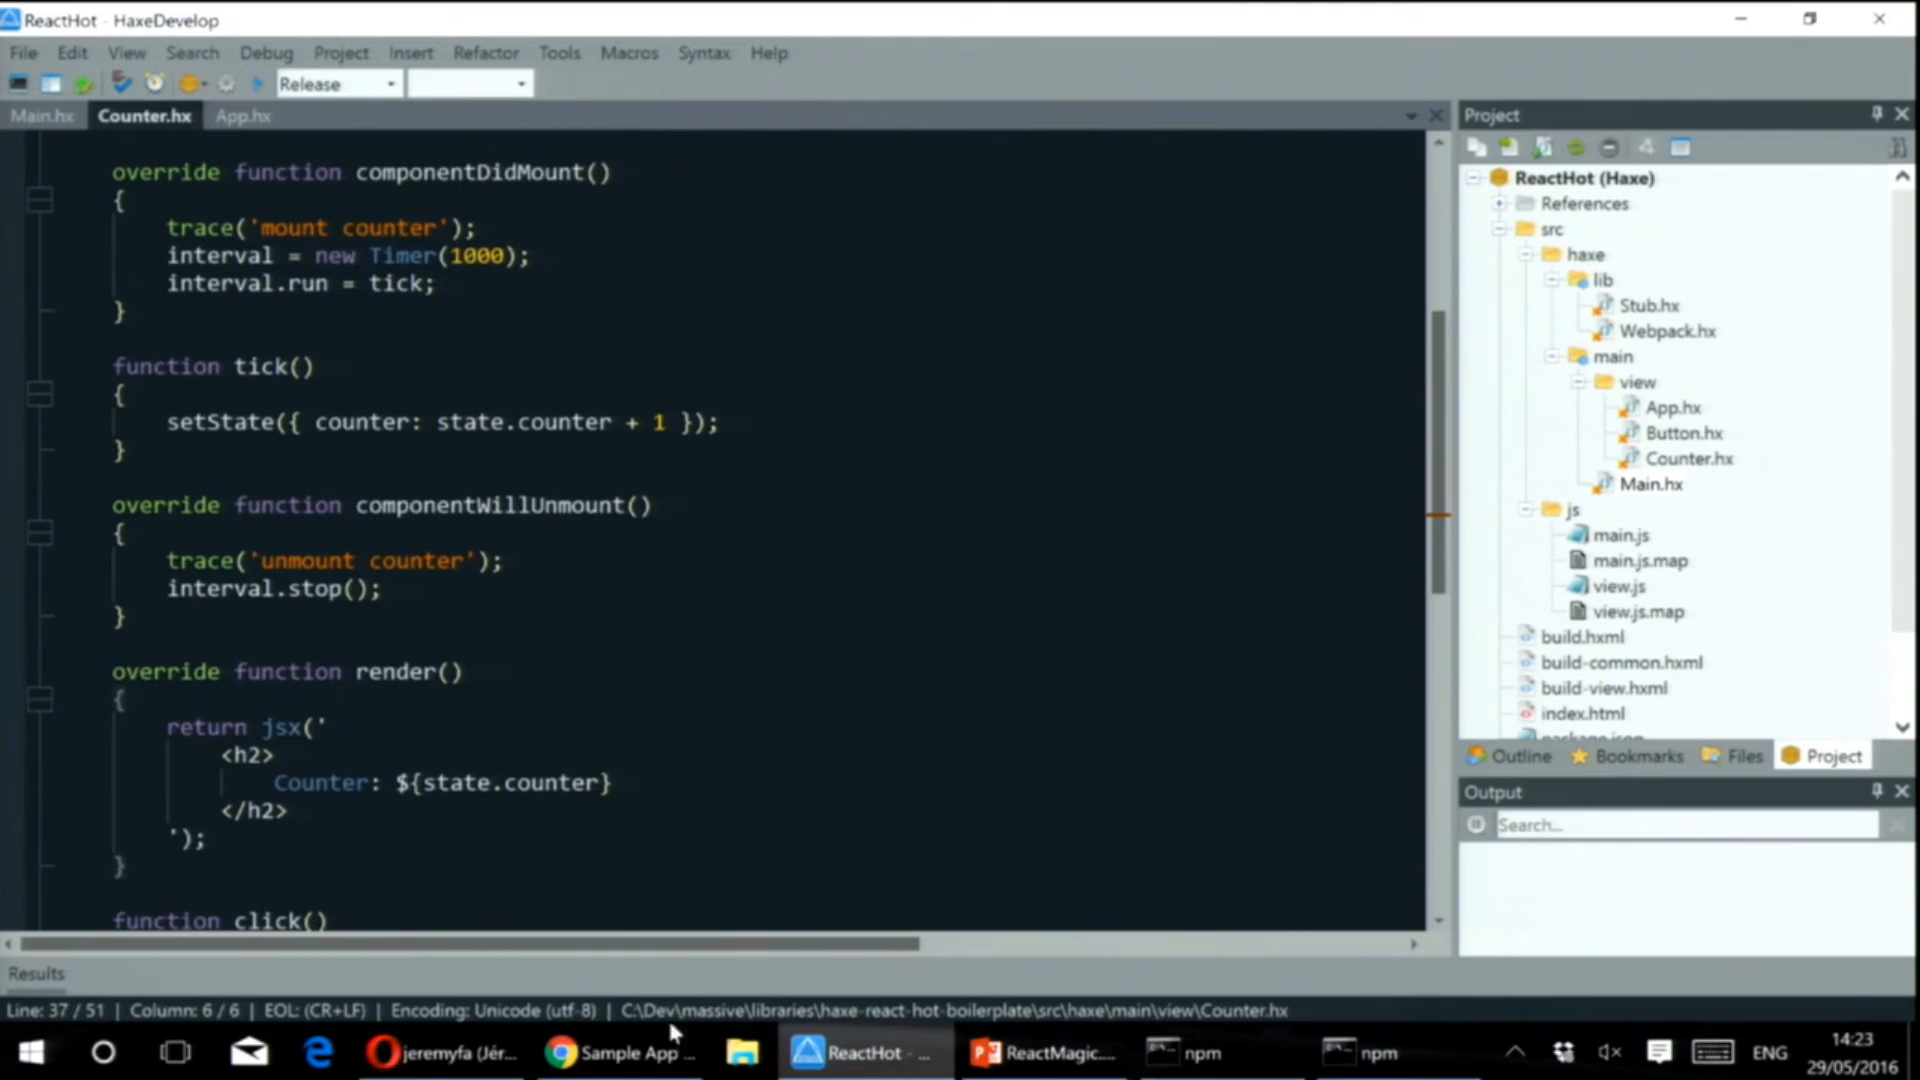 ReactHot - HaxeDevelop
File Edit View Search Debug Project Insert Refactor Tools Macros Syntax Help
Release
Main.hx Counter.hx App.hx
override function componentDidMount()
{
trace('mount counter');
interval = new Timer(1000);
interval.run = tick;
}
function tick()
{
setState({ counter: state.counter + 1 });
}
override function componentWillUnmount()
{
trace('unmount counter');
interval.stop();
}
override function render()
{
return jsx('
<h2>
Counter: ${state.counter}
</h2>
');
}
function click()
Project
ReactHot (Haxe)
References
src
haxe
lib
Stub.hx
Webpack.hx
main
view
App.hx
Button.hx
Counter.hx
Main.hx
js
main.js
main.js.map
view.js
view.js.map
build.hxml
build-common.hxml
build-view.hxml
index.html
package.json
Outline Bookmarks Files Project
Output
Search...
Results
Line: 37 / 51 | Column: 6 / 6 | EOL: (CR+LF) | Encoding: Unicode (utf-8) | C:\Dev\massive\libraries\haxe-react-hot-boilerplate\src\haxe\main\view\Counter.hx
jeremyfa (Jér... Sample App ... ReactHot - ... ReactMagic... npm npm ENG
14:23
29/05/2016